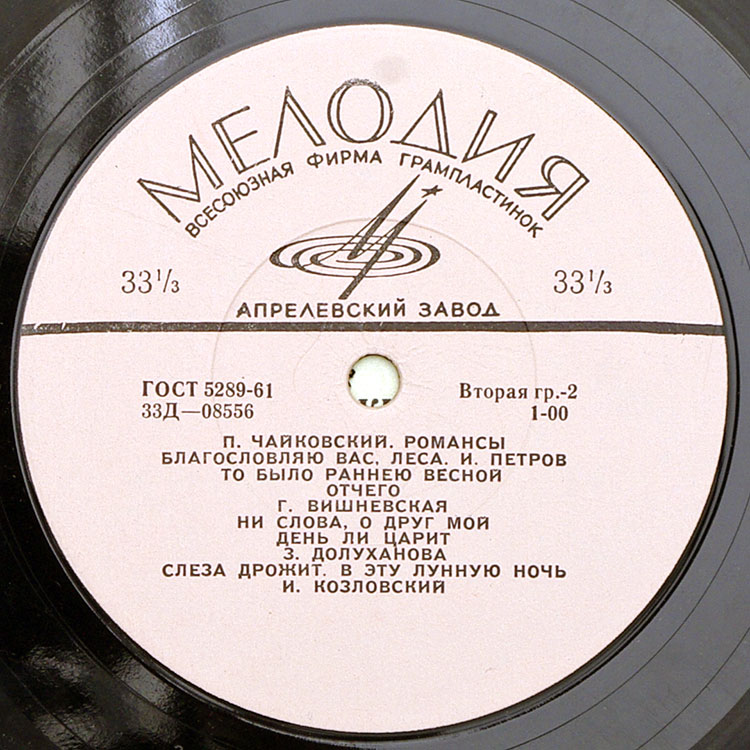 МЕЛОДИЯ
ВСЕСОЮЗНАЯ ФИРМА ГРАМПЛАСТИНОК
33⅓ 33⅓
АПРЕЛЕВСКИЙ ЗАВОД
ГОСТ 5289-61 Вторая гр.-2
33Д—08556 1-00
П. ЧАЙКОВСКИЙ. РОМАНСЫ
БЛАГОСЛОВЛЯЮ ВАС, ЛЕСА. И. ПЕТРОВ
ТО БЫЛО РАННЕЮ ВЕСНОЙ
ОТЧЕГО
Г. ВИШНЕВСКАЯ
НИ СЛОВА, О ДРУГ МОЙ
ДЕНЬ ЛИ ЦАРИТ
З. ДОЛУХАНОВА
СЛЕЗА ДРОЖИТ. В ЭТУ ЛУННУЮ НОЧЬ
И. КОЗЛОВСКИЙ